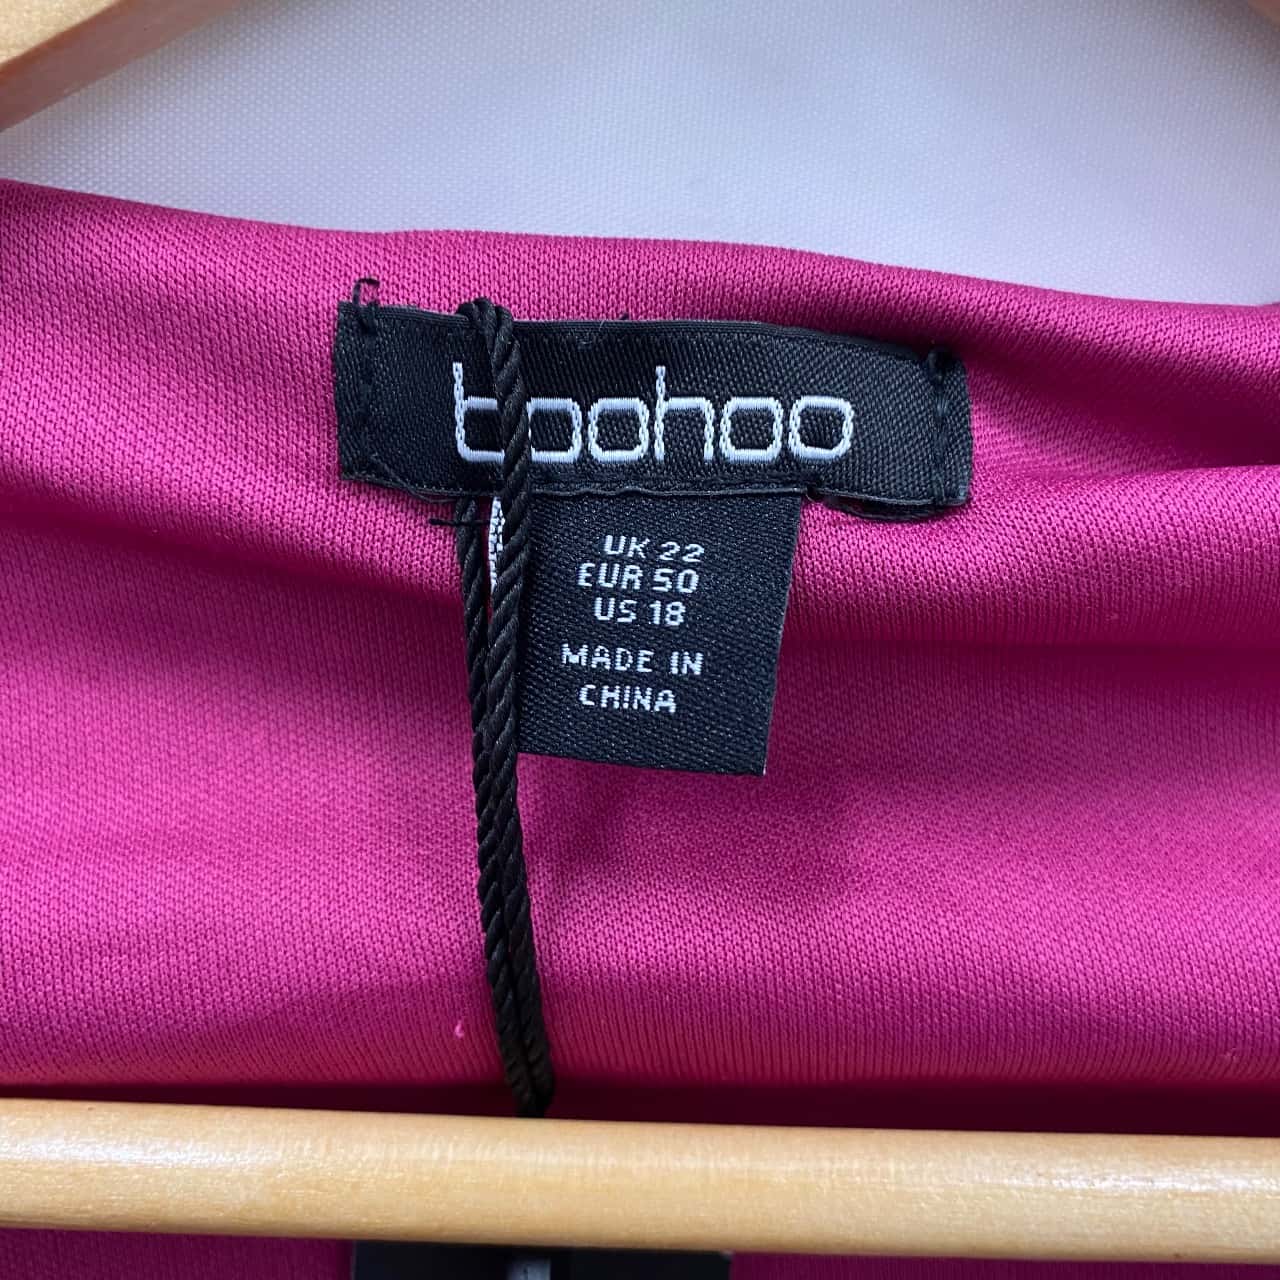 boohoo
UK 22
EUR 50
US 18
MADE IN
CHINA